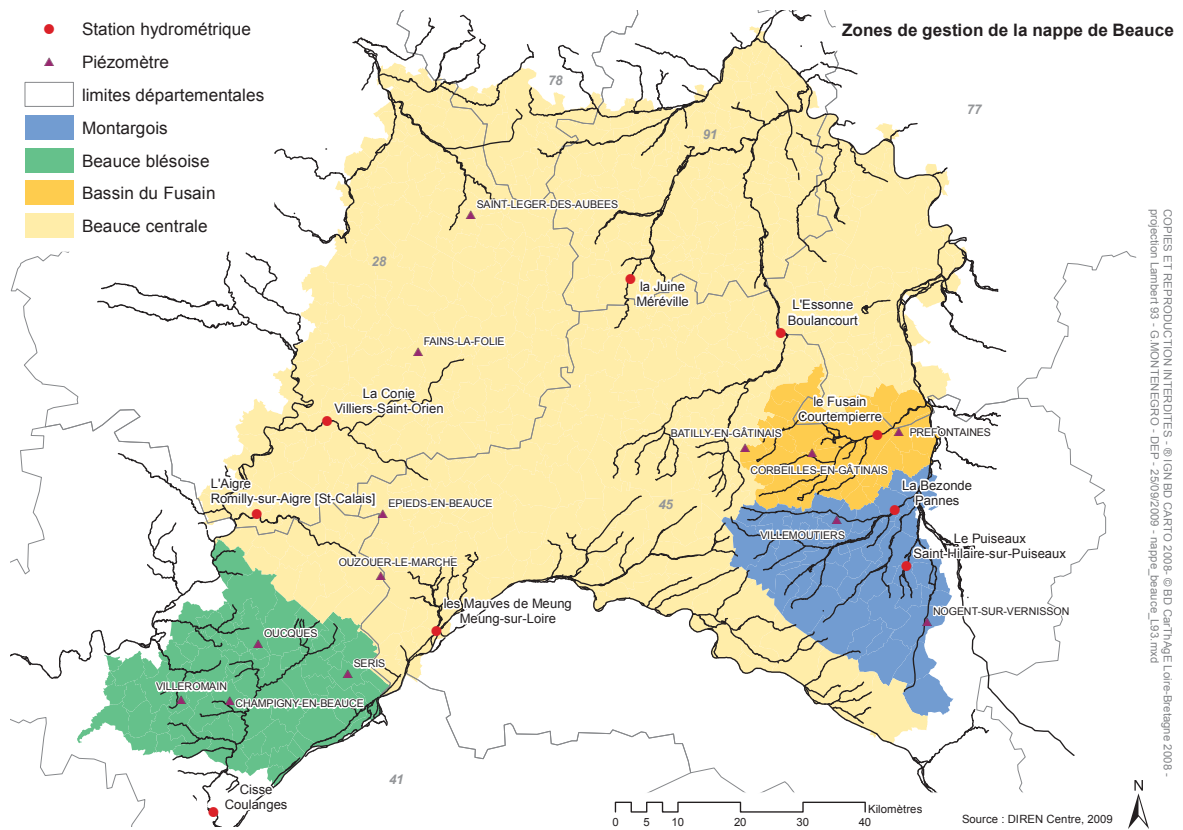 Zones de gestion de la nappe de Beauce
Station hydrométrique
Piézomètre
limites départementales
Montargois
Beauce blésoise
Bassin du Fusain
Beauce centrale
78
77
91
SAINT-LEGER-DES-AUBEES
28
la Juine
Méréville
L'Essonne
Boulancourt
FAINS-LA-FOLIE
La Conie
Villiers-Saint-Orien
le Fusain
Courtempierre
BATILLY-EN-GÂTINAIS
PREFONTAINES
CORBEILLES-EN-GÂTINAIS
L'Aigre
Romilly-sur-Aigre [St-Calais]
EPIEDS-EN-BEAUCE
45
La Bezonde
Pannes
VILLEMOUTIERS
Le Puiseaux
Saint-Hilaire-sur-Puiseaux
OUZOUER-LE-MARCHE
les Mauves de Meung
Meung-sur-Loire
NOGENT-SUR-VERNISSON
OUCQUES
SERIS
VILLEROMAIN
CHAMPIGNY-EN-BEAUCE
41
Cisse
Coulanges
Kilomètres
0 5 10 20 30 40
Source : DIREN Centre, 2009
N
COPIES ET REPRODUCTION INTERDITES - ® IGN BD CARTO 2008- © BD CarThAgE Loire-Bretagne 2008 -
projection Lambert 93 - G.MONTENEGRO - DEP - 25/09/2009 - nappe_beauce_L93.mxd